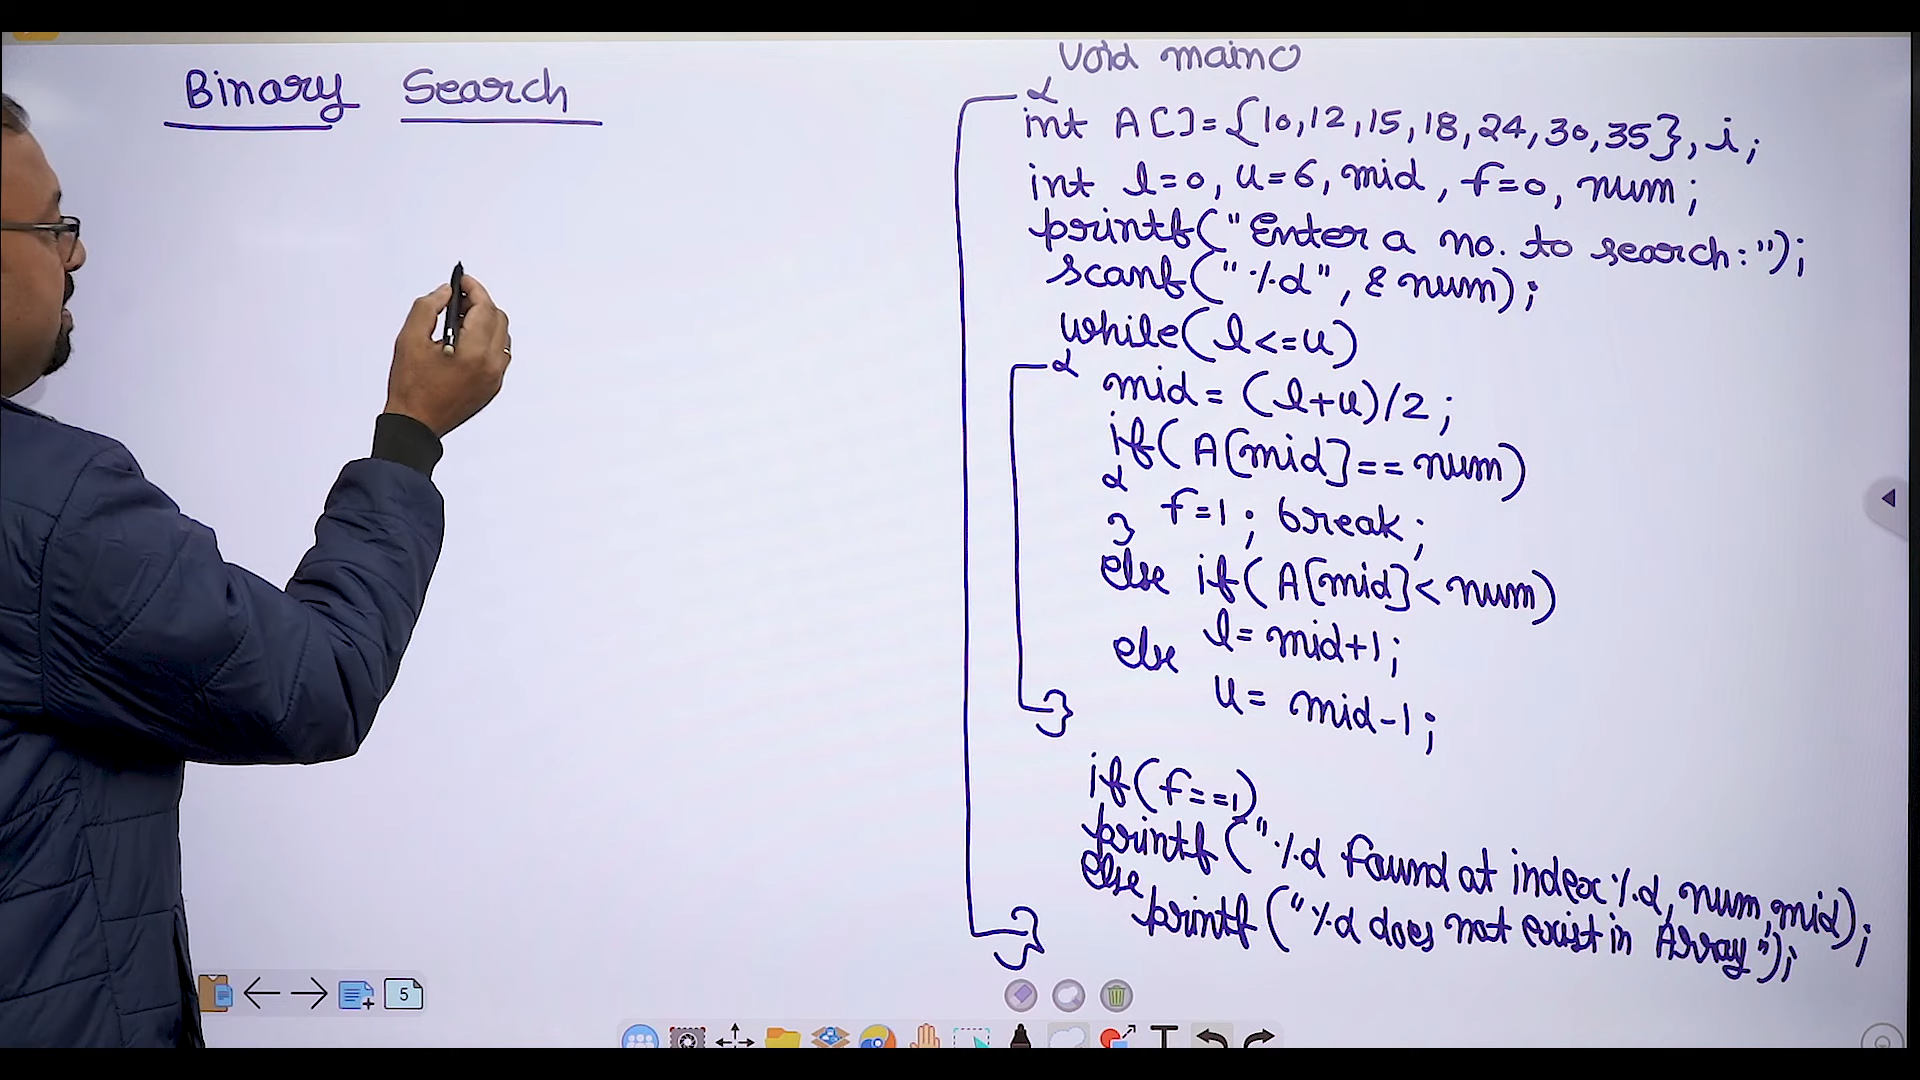 Binary Search
void main()
{
int A[]={10,12,15,18,24,30,35},i;
int l=0,u=6,mid,f=0,num;
printf("Enter a no. to search:");
scanf("%d",&num);
while(l<=u)
{
mid=(l+u)/2;
if(A[mid]==num)
{
f=1; break;
}
else if(A[mid]<num)
l=mid+1;
else
u=mid-1;
}
if(f==1)
printf("%d found at index%d,num,mid);
else
printf("%d does not exist in Array");
}
5
T